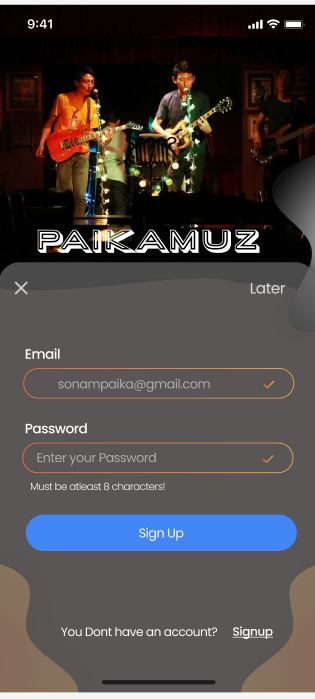 9:41
PAIKAMUZ
Later
Email
sonampaika@gmail.com
Password
Enter your Password
Must be atleast 8 characters!
Sign Up
You Dont have an account? Signup